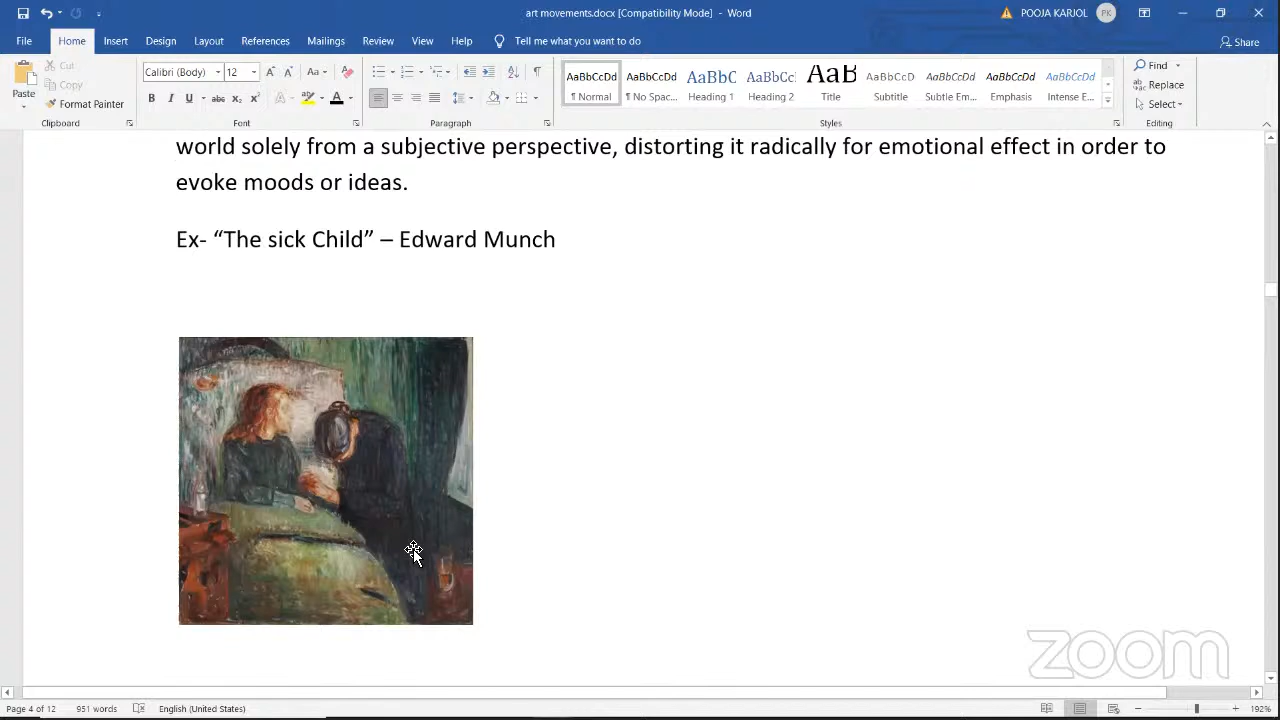 art movements.docx [Compatibility Mode] - Word
POOJA KARJOL PK
File Home Insert Design Layout References Mailings Review View Help Tell me what you want to do Share
Paste
Cut
Copy
Format Painter
Clipboard
Calibri (Body) 12
Font
Paragraph
AaBbCcDd AaBbCcDd AaBbC AaBbCc AaB AaBbCcD AaBbCcDd AaBbCcDd AaBbCcDd
¶ Normal ¶ No Spac... Heading 1 Heading 2 Title Subtitle Subtle Em... Emphasis Intense E...
Styles
Find
Replace
Select
Editing
world solely from a subjective perspective, distorting it radically for emotional effect in order to
evoke moods or ideas.
Ex- “The sick Child” – Edward Munch
zoom
Page 4 of 12 951 words English (United States) 192%